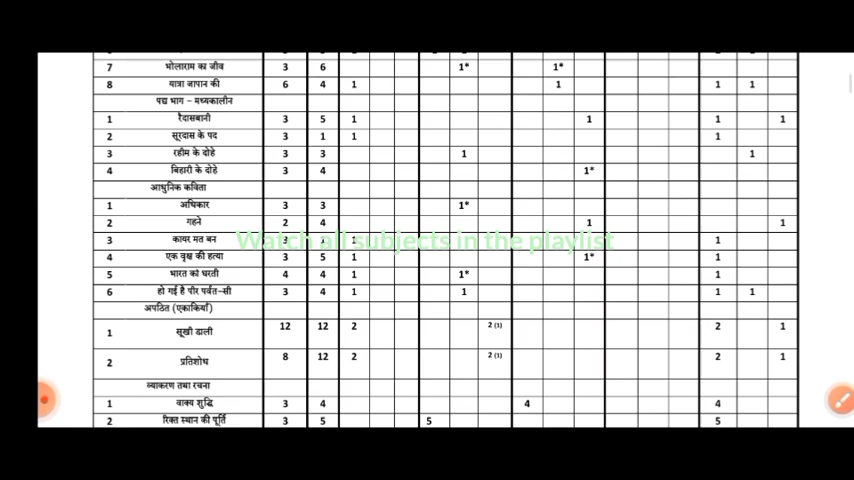 7 भोलाराम का जीव 3 6 1* 1*
8 यात्रा जापान की 6 4 1 1 1 1
पद्य भाग – मध्यकालीन
1 रैदासबानी 3 5 1 1 1 1
2 सूरदास के पद 3 1 1 1
3 रहीम के दोहे 3 3 1 1
4 बिहारी के दोहे 3 4 1*
आधुनिक कविता
1 अधिकार 3 3 1*
2 गहने 2 4 1 1
Watch all subjects in the playlist
3 कायर मत बन 3 1 1 1
4 एक वृक्ष की हत्या 3 5 1 1* 1
5 भारत की धरती 4 4 1 1* 1
6 हो गई है पीर पर्वत-सी 3 4 1 1 1 1
अपठित (एकांकियाँ)
1 सूखी डाली 12 12 2 2 (1) 2 1
2 प्रतिशोध 8 12 2 2 (1) 2 1
व्याकरण तथा रचना
1 वाक्य शुद्धि 3 4 4 4
2 रिक्त स्थान की पूर्ति 3 5 5 5